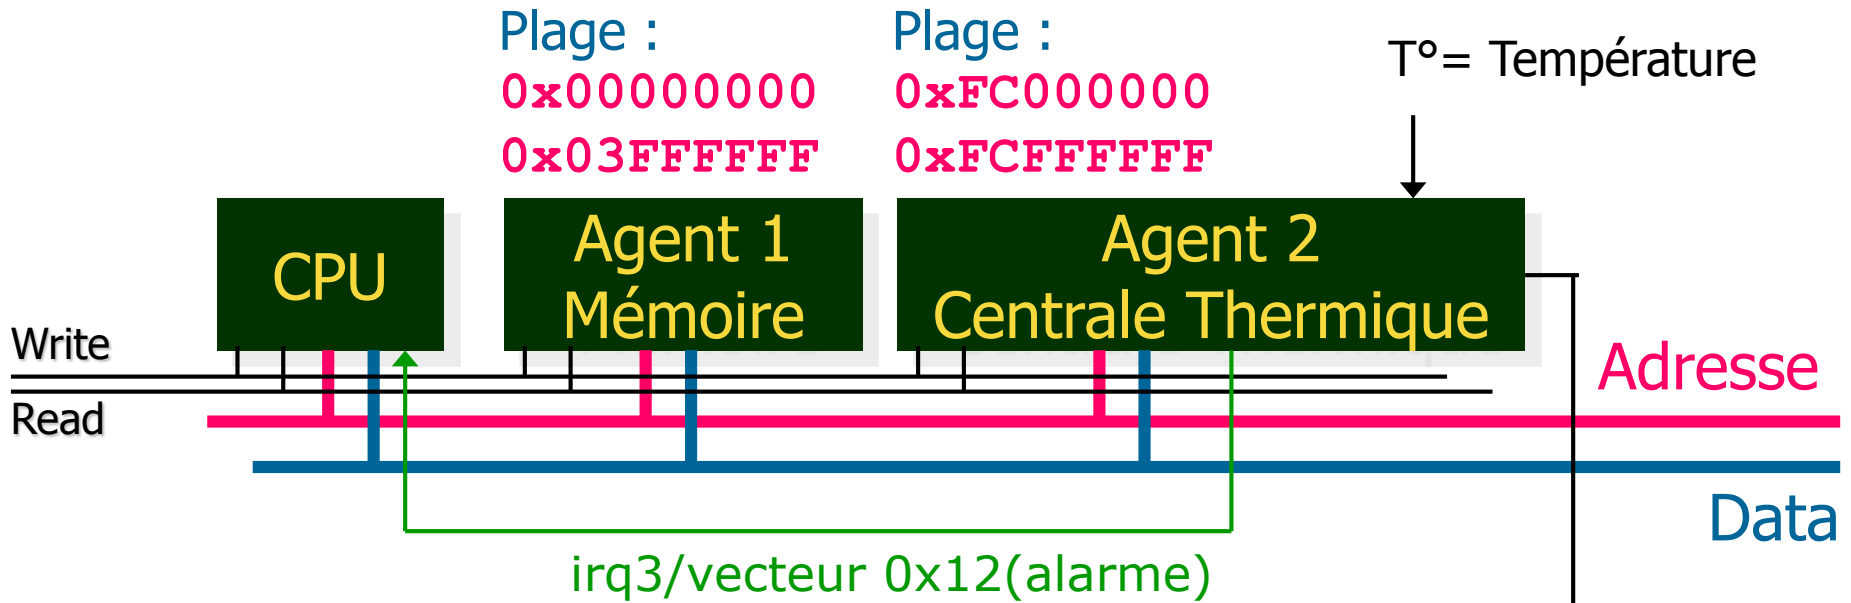 Plage :
0x00000000
0x03FFFFFF
Plage :
0xFC000000
0xFCFFFFFF
T°= Température
CPU
Agent 1
Mémoire
Agent 2
Centrale Thermique
Write
Read
Adresse
Data
irq3/vecteur 0x12(alarme)